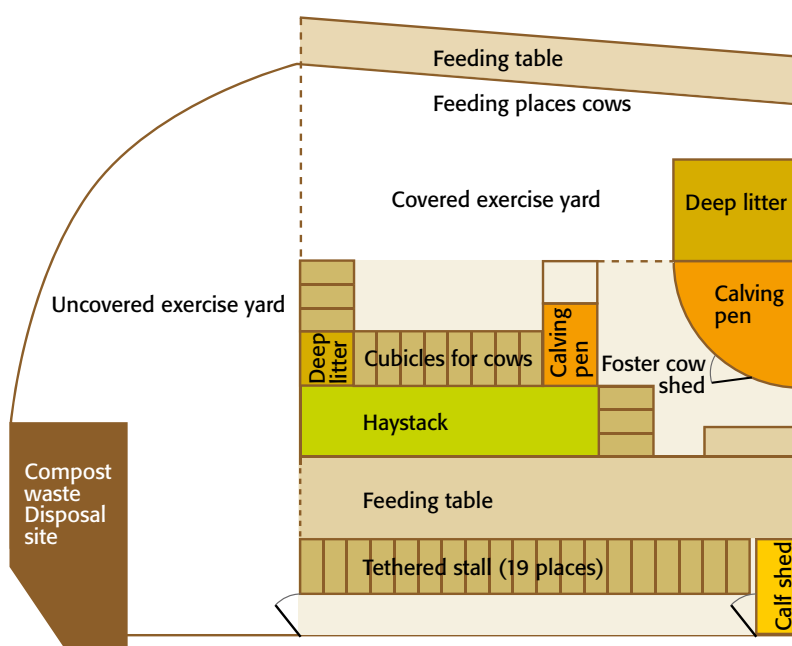 Feeding table
Feeding places cows
Covered exercise yard
Deep litter
Uncovered exercise yard
Calving
pen
Deep
litter
Cubicles for cows
Calving
pen
Foster cow
shed
Haystack
Compost
waste
Disposal
site
Feeding table
Tethered stall (19 places)
Calf shed